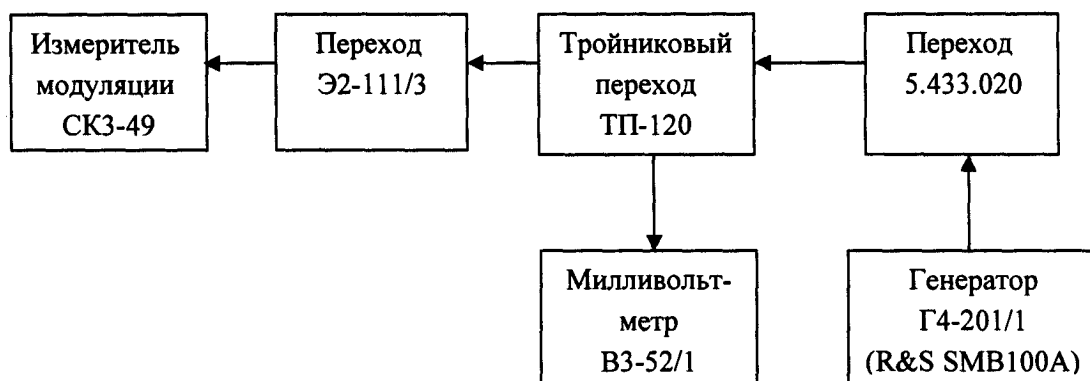 Измеритель
модуляции
СК3-49
Переход
Э2-111/3
Тройниковый
переход
ТП-120
Переход
5.433.020
Милливольт-
метр
В3-52/1
Генератор
Г4-201/1
(R&S SMB100A)